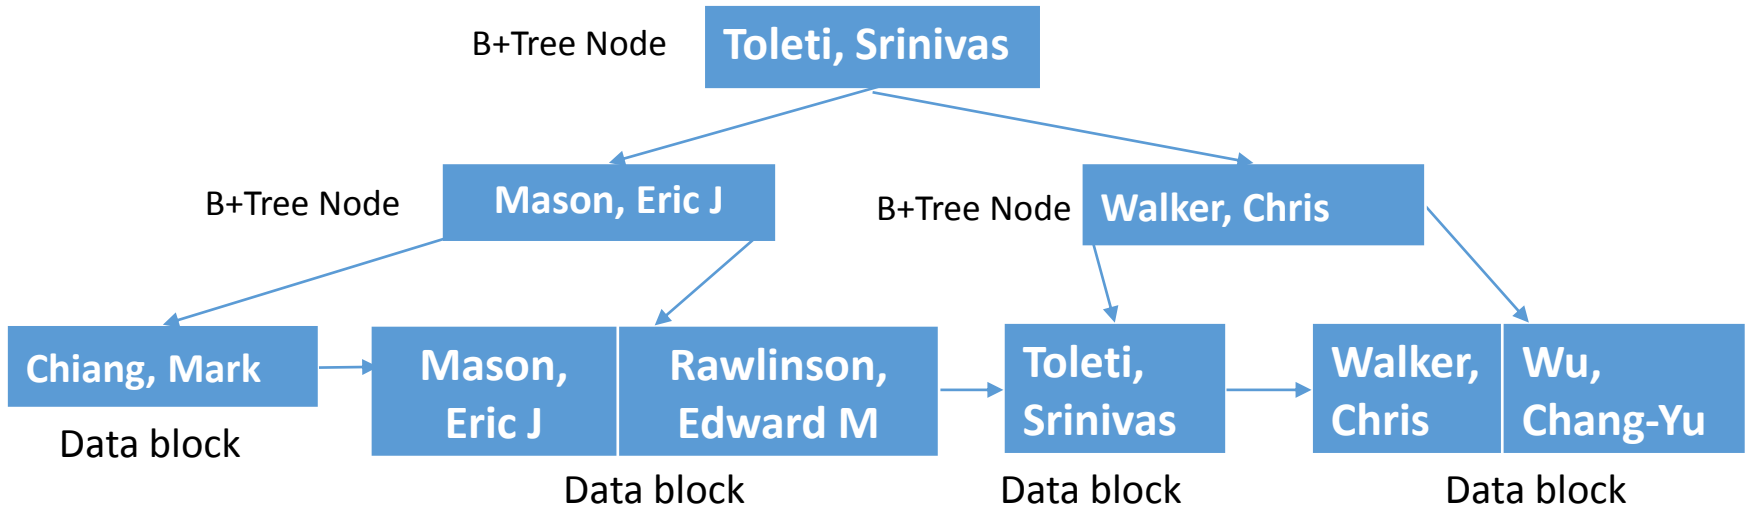 B+Tree Node
Toleti, Srinivas
B+Tree Node
Mason, Eric J
B+Tree Node
Walker, Chris
Chiang, Mark
Data block
Mason,
Eric J
Rawlinson,
Edward M
Data block
Toleti,
Srinivas
Data block
Walker,
Chris
Wu,
Chang-Yu
Data block